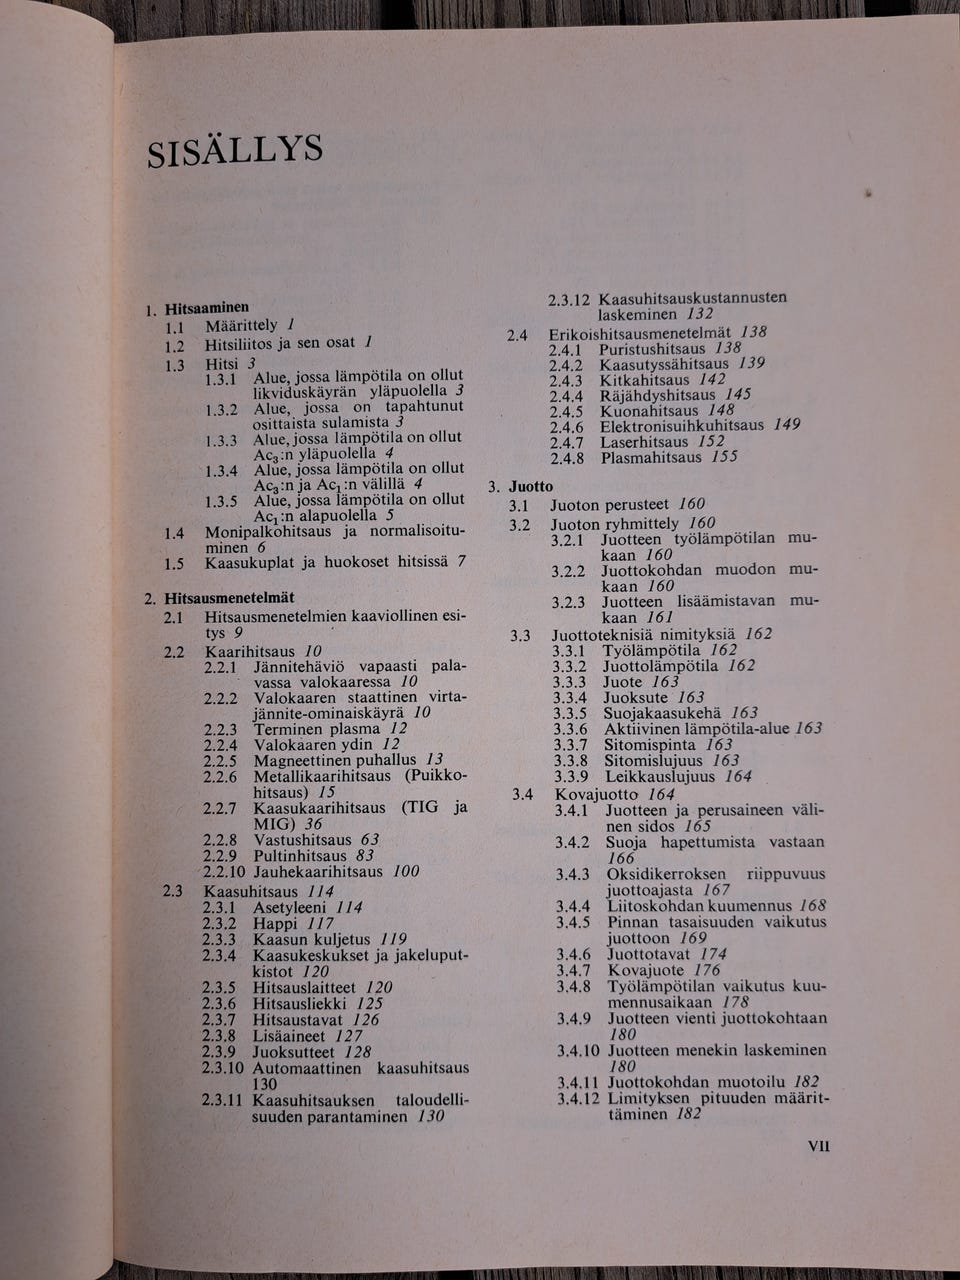 SISÄLLYS
1. Hitsaaminen
1.1 Määrittely 1
1.2 Hitsiliitos ja sen osat 1
1.3 Hitsi 3
1.3.1 Alue, jossa lämpötila on ollut
likviduskäyrän yläpuolella 3
1.3.2 Alue, jossa on tapahtunut
osittaista sulamista 3
1.3.3 Alue, jossa lämpötila on ollut
Ac₃:n yläpuolella 4
1.3.4 Alue, jossa lämpötila on ollut
Ac₃:n ja Ac₁:n välillä 4
1.3.5 Alue, jossa lämpötila on ollut
Ac₁:n alapuolella 5
1.4 Monipalkohitsaus ja normalisoitu-
minen 6
1.5 Kaasukuplat ja huokoset hitsissä 7
2. Hitsausmenetelmät
2.1 Hitsausmenetelmien kaaviollinen esi-
tys 9
2.2 Kaarihitsaus 10
2.2.1 Jännitehäviö vapaasti pala-
vassa valokaaressa 10
2.2.2 Valokaaren staattinen virta-
jännite-ominaiskäyrä 10
2.2.3 Terminen plasma 12
2.2.4 Valokaaren ydin 12
2.2.5 Magneettinen puhallus 13
2.2.6 Metallikaarihitsaus (Puikko-
hitsaus) 15
2.2.7 Kaasukaarihitsaus (TIG ja
MIG) 36
2.2.8 Vastushitsaus 63
2.2.9 Pultinhitsaus 83
2.2.10 Jauhekaarihitsaus 100
2.3 Kaasuhitsaus 114
2.3.1 Asetyleeni 114
2.3.2 Happi 117
2.3.3 Kaasun kuljetus 119
2.3.4 Kaasukeskukset ja jakeluput-
kistot 120
2.3.5 Hitsauslaitteet 120
2.3.6 Hitsausliekki 125
2.3.7 Hitsaustavat 126
2.3.8 Lisäaineet 127
2.3.9 Juoksutteet 128
2.3.10 Automaattinen kaasuhitsaus
130
2.3.11 Kaasuhitsauksen taloudelli-
suuden parantaminen 130
2.3.12 Kaasuhitsauskustannusten
laskeminen 132
2.4 Erikoishitsausmenetelmät 138
2.4.1 Puristushitsaus 138
2.4.2 Kaasutyssähitsaus 139
2.4.3 Kitkahitsaus 142
2.4.4 Räjähdyshitsaus 145
2.4.5 Kuonahitsaus 148
2.4.6 Elektronisuihkuhitsaus 149
2.4.7 Laserhitsaus 152
2.4.8 Plasmahitsaus 155
3. Juotto
3.1 Juoton perusteet 160
3.2 Juoton ryhmittely 160
3.2.1 Juotteen työlämpötilan mu-
kaan 160
3.2.2 Juottokohdan muodon mu-
kaan 160
3.2.3 Juotteen lisäämistavan mu-
kaan 161
3.3 Juottoteknisiä nimityksiä 162
3.3.1 Työlämpötila 162
3.3.2 Juottolämpötila 162
3.3.3 Juote 163
3.3.4 Juoksute 163
3.3.5 Suojakaasukehä 163
3.3.6 Aktiivinen lämpötila-alue 163
3.3.7 Sitomispinta 163
3.3.8 Sitomislujuus 163
3.3.9 Leikkauslujuus 164
3.4 Kovajuotto 164
3.4.1 Juotteen ja perusaineen väli-
nen sidos 165
3.4.2 Suoja hapettumista vastaan
166
3.4.3 Oksidikerroksen riippuvuus
juottoajasta 167
3.4.4 Liitoskohdan kuumennus 168
3.4.5 Pinnan tasaisuuden vaikutus
juottoon 169
3.4.6 Juottotavat 174
3.4.7 Kovajuote 176
3.4.8 Työlämpötilan vaikutus kuu-
mennusaikaan 178
3.4.9 Juotteen vienti juottokohtaan
180
3.4.10 Juotteen menekin laskeminen
180
3.4.11 Juottokohdan muotoilu 182
3.4.12 Limityksen pituuden määrit-
täminen 182
VII